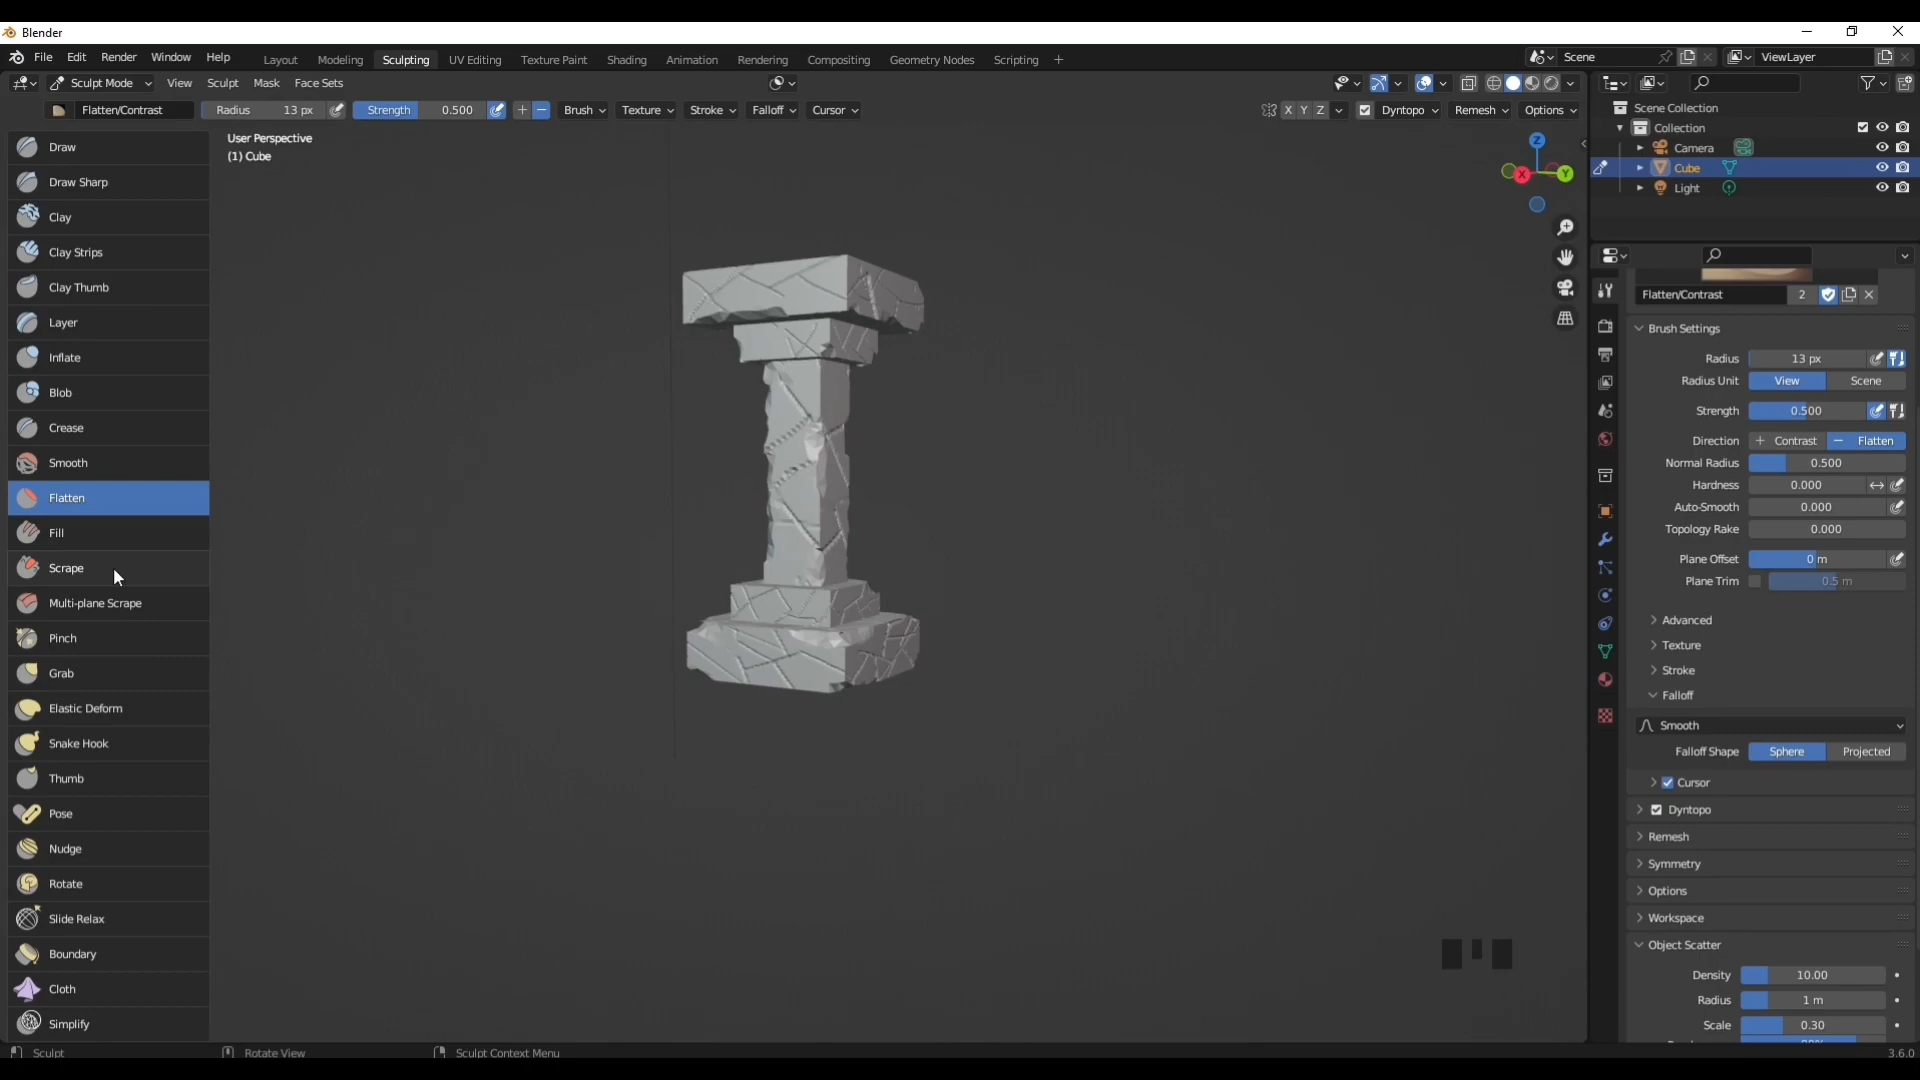 Blender
File Edit Render Window Help Layout Modeling Sculpting UV Editing Texture Paint Shading Animation Rendering Compositing Geometry Nodes Scripting + Scene ViewLayer
Sculpt Mode View Sculpt Mask Face Sets
Flatten/Contrast Radius 13 px Strength 0.500 + − Brush Texture Stroke Falloff Cursor X Y Z Dyntopo Remesh Options
User Perspective
(1) Cube
Z
X Y
Draw
Draw Sharp
Clay
Clay Strips
Clay Thumb
Layer
Inflate
Blob
Crease
Smooth
Flatten
Fill
Scrape
Multi-plane Scrape
Pinch
Grab
Elastic Deform
Snake Hook
Thumb
Pose
Nudge
Rotate
Slide Relax
Boundary
Cloth
Simplify
Scene Collection
Collection
Camera
Cube
Light
Flatten/Contrast 2
Brush Settings
Radius 13 px
Radius Unit View Scene
Strength 0.500
Direction + Contrast − Flatten
Normal Radius 0.500
Hardness 0.000
Auto-Smooth 0.000
Topology Rake 0.000
Plane Offset 0 m
Plane Trim 0.5 m
Advanced
Texture
Stroke
Falloff
Smooth
Falloff Shape Sphere Projected
Cursor
Dyntopo
Remesh
Symmetry
Options
Workspace
Object Scatter
Density 10.00
Radius 1 m
Scale 0.30
Sculpt Rotate View Sculpt Context Menu 3.6.0